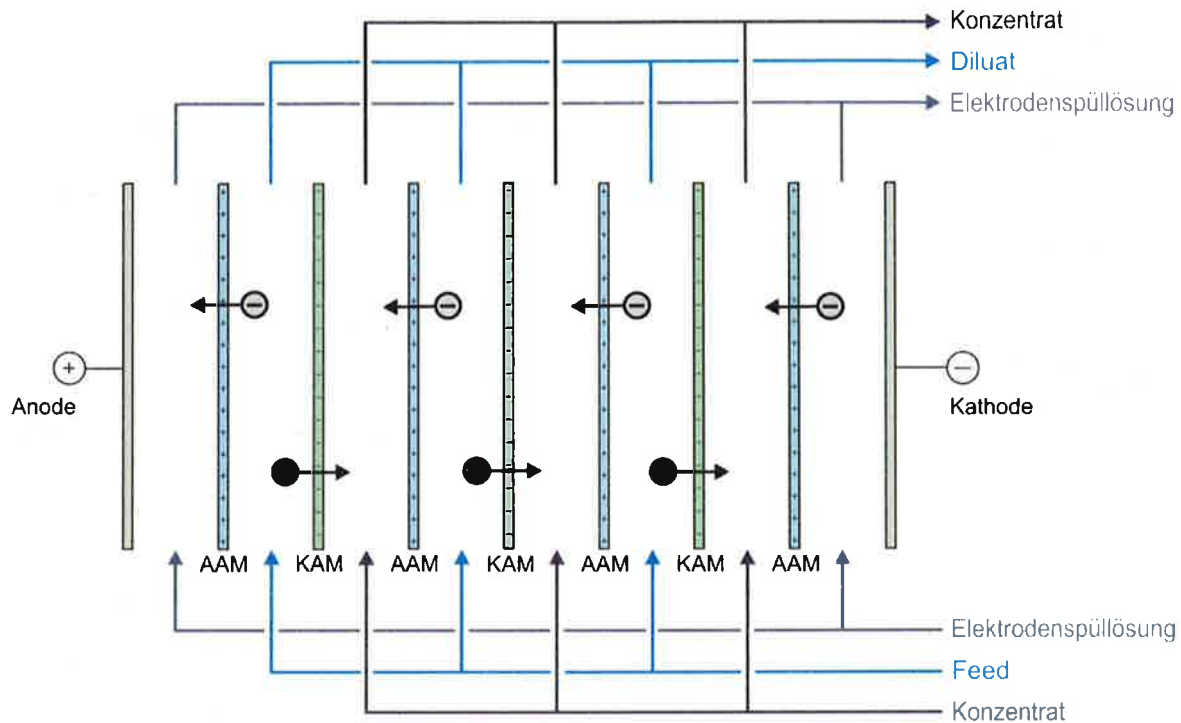 Konzentrat
Diluat
Elektrodenspüllösung
+
−
Anode
Kathode
AAM KAM AAM KAM AAM KAM AAM
Elektrodenspüllösung
Feed
Konzentrat